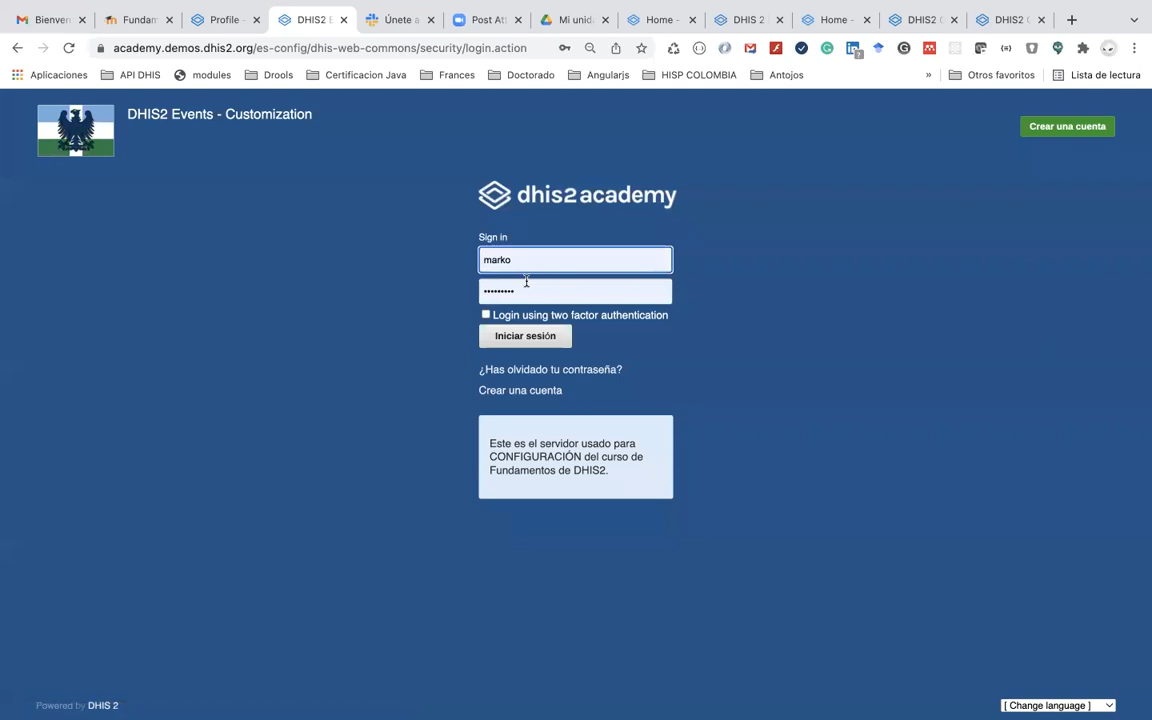 Bienven
Fundam
Profile -
DHIS2 E
Únete a
Post Att
Mi unid
Home -
DHIS 2
Home -
DHIS2 C
DHIS2 C
academy.demos.dhis2.org/es-config/dhis-web-commons/security/login.action
Aplicaciones API DHIS modules Drools Certificacion Java Frances Doctorado Angularjs HISP COLOMBIA Antojos » Otros favoritos Lista de lectura
DHIS2 Events - Customization
Crear una cuenta
dhis2 academy
Sign in
marko
•••••••••
Login using two factor authentication
Iniciar sesión
¿Has olvidado tu contraseña?
Crear una cuenta
Este es el servidor usado para
CONFIGURACIÓN del curso de
Fundamentos de DHIS2.
Powered by DHIS 2
[ Change language ]